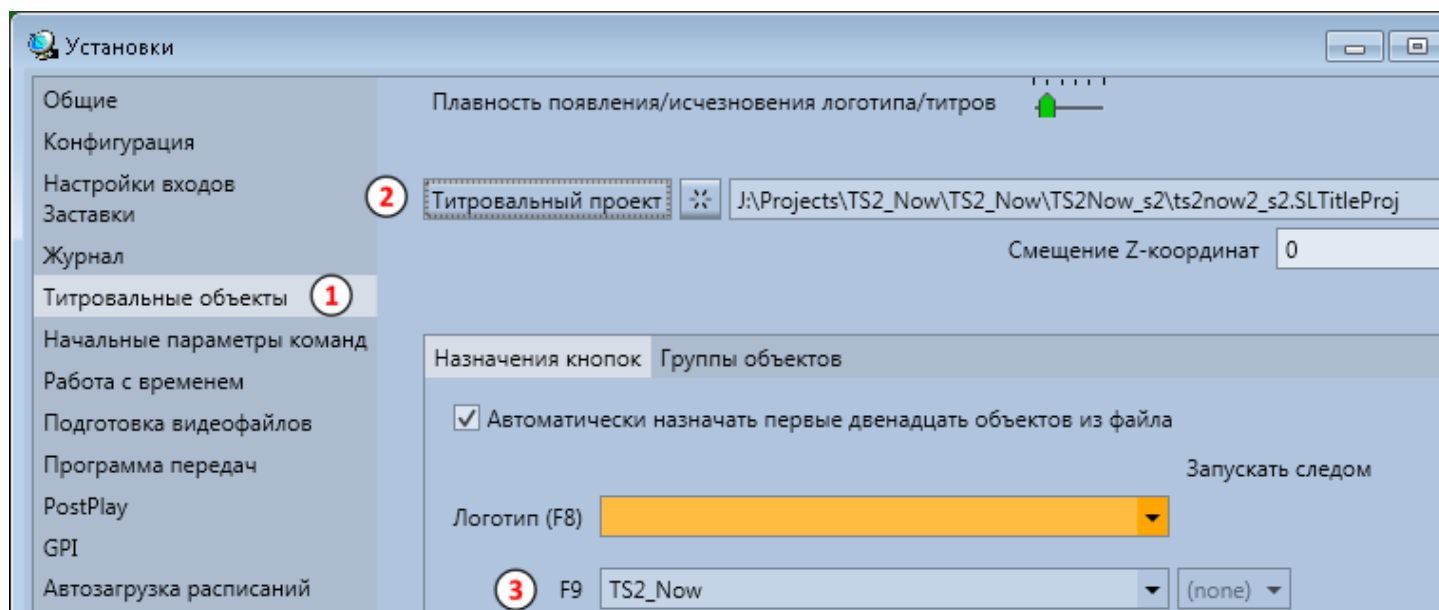 Установки
Общие
Конфигурация
Настройки входов
Заставки
Журнал
Титровальные объекты 1
Начальные параметры команд
Работа с временем
Подготовка видеофайлов
Программа передач
PostPlay
GPI
Автозагрузка расписаний
Плавность появления/исчезновения логотипа/титров
2 Титровальный проект J:\Projects\TS2_Now\TS2_Now\TS2Now_s2\ts2now2_s2.SLTitleProj
Смещение Z-координат 0
Назначения кнопок Группы объектов
Автоматически назначать первые двенадцать объектов из файла
Запускать следом
Логотип (F8)
3 F9 TS2_Now (none)